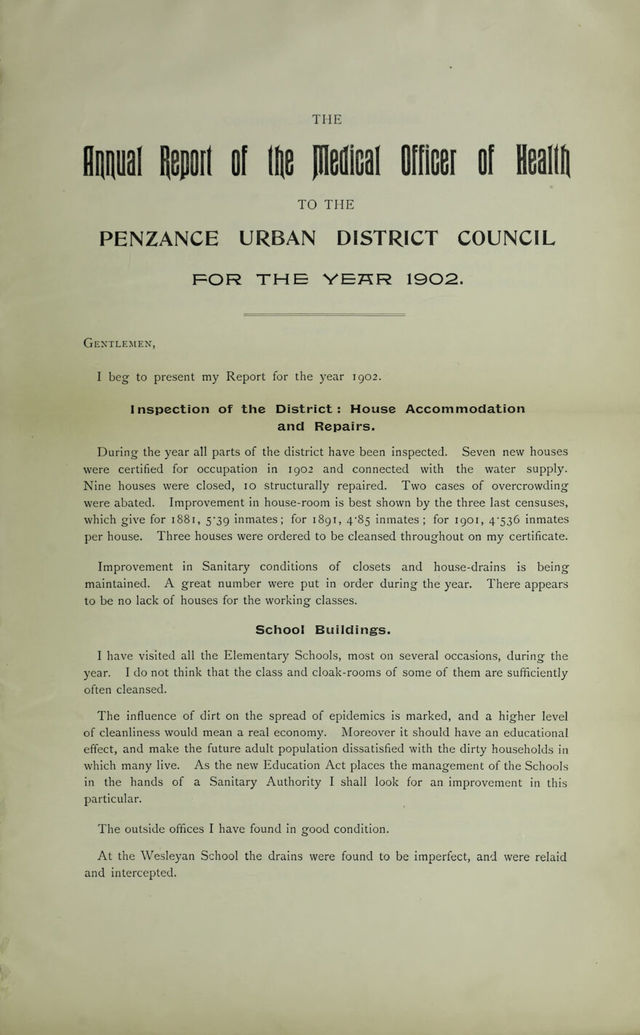 THE
Annual Report of the Medical Officer of Health
TO THE
PENZANCE URBAN DISTRICT COUNCIL
FOR THE YEAR 1902.
GENTLEMEN,
I beg to present my Report for the year 1902.
Inspection of the District: House Accommodation
and Repairs.
During the year all parts of the district have been inspected. Seven new houses
were certified for occupation in 1902 and connected with the water supply.
Nine houses were closed, 10 structurally repaired. Two cases of overcrowding
were abated. Improvement in house-room is best shown by the three last censuses,
which give for 1881, 5·39 inmates; for 1891, 4·85 inmates; for 1901, 4·536 inmates
per house. Three houses were ordered to be cleansed throughout on my certificate.
Improvement in Sanitary conditions of closets and house-drains is being
maintained. A great number were put in order during the year. There appears
to be no lack of houses for the working classes.
School Buildings.
I have visited all the Elementary Schools, most on several occasions, during the
year. I do not think that the class and cloak-rooms of some of them are sufficiently
often cleansed.
The influence of dirt on the spread of epidemics is marked, and a higher level
of cleanliness would mean a real economy. Moreover it should have an educational
effect, and make the future adult population dissatisfied with the dirty households in
which many live. As the new Education Act places the management of the Schools
in the hands of a Sanitary Authority I shall look for an improvement in this
particular.
The outside offices I have found in good condition.
At the Wesleyan School the drains were found to be imperfect, and were relaid
and intercepted.